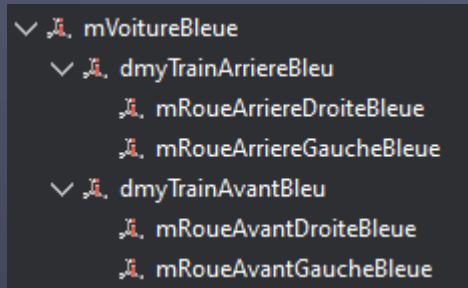 mVoitureBleue
dmyTrainArriereBleu
mRoueArriereDroiteBleue
mRoueArriereGaucheBleue
dmyTrainAvantBleu
mRoueAvantDroiteBleue
mRoueAvantGaucheBleue